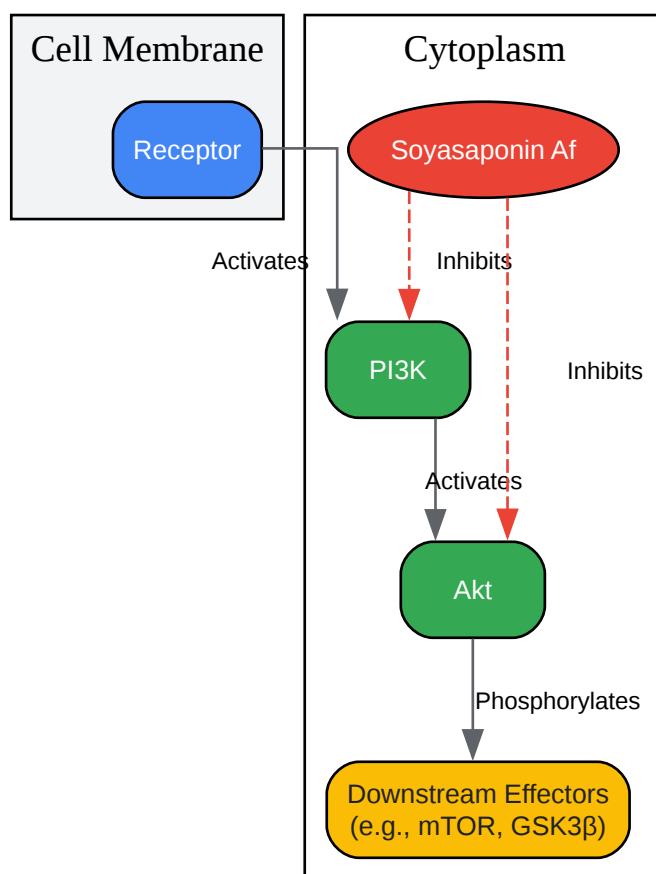 Cell Membrane
Cytoplasm
Receptor
Soyasaponin Af
Activates
Inhibits
PI3K
Inhibits
Activates
Akt
Phosphorylates
Downstream Effectors
(e.g., mTOR, GSK3β)